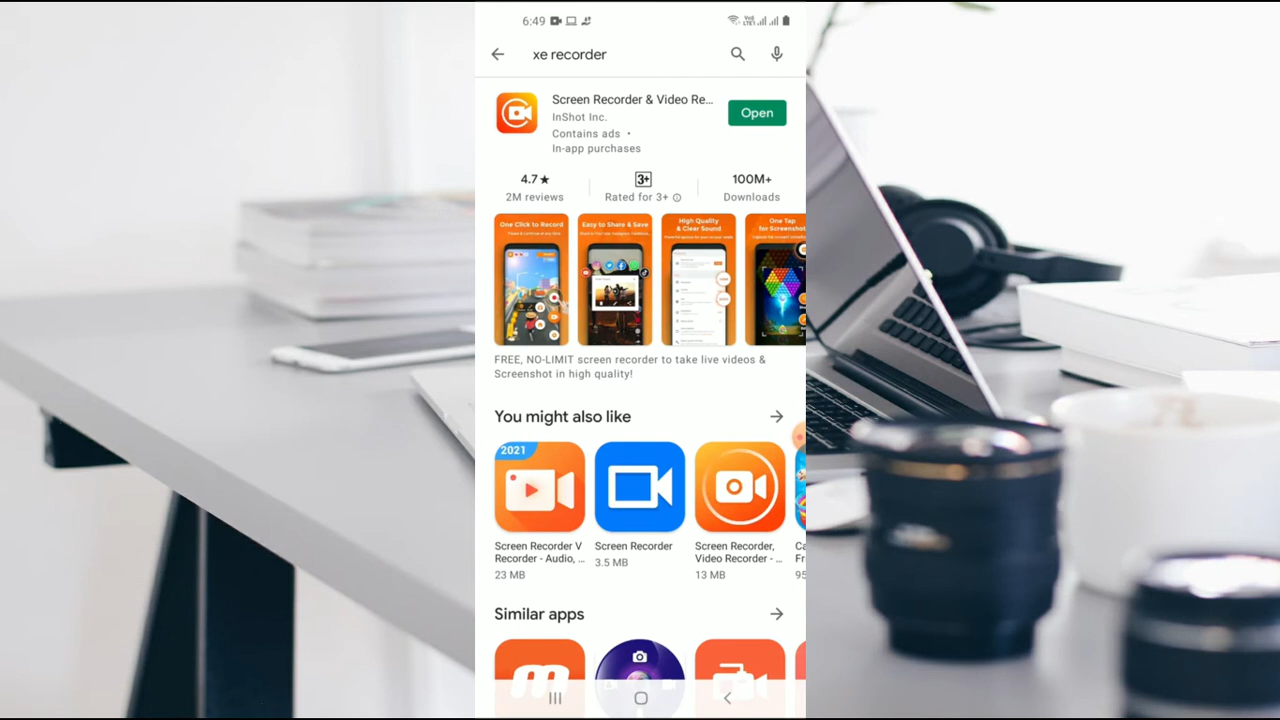 6:49
xe recorder
Screen Recorder & Video Re...
InShot Inc.
Contains ads •
In-app purchases
Open
4.7★
2M reviews
3+
Rated for 3+
100M+
Downloads
One Click to Record
Easy to Share & Save
High Quality
& Clear Sound
One Tap
for Screenshot
FREE, NO-LIMIT screen recorder to take live videos &
Screenshot in high quality!
You might also like
2021
Screen Recorder V
Recorder - Audio, ...
23 MB
Screen Recorder
3.5 MB
Screen Recorder,
Video Recorder - ...
13 MB
Ca
Fr
95
Similar apps